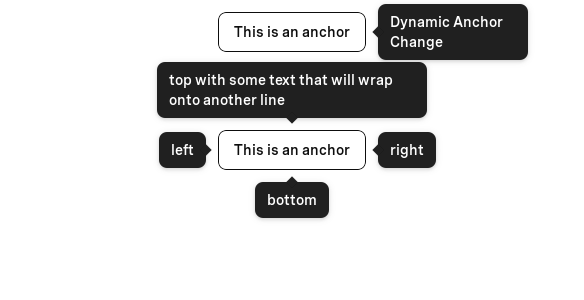 This is an anchor
Dynamic Anchor
Change
top with some text that will wrap
onto another line
left
This is an anchor
right
bottom